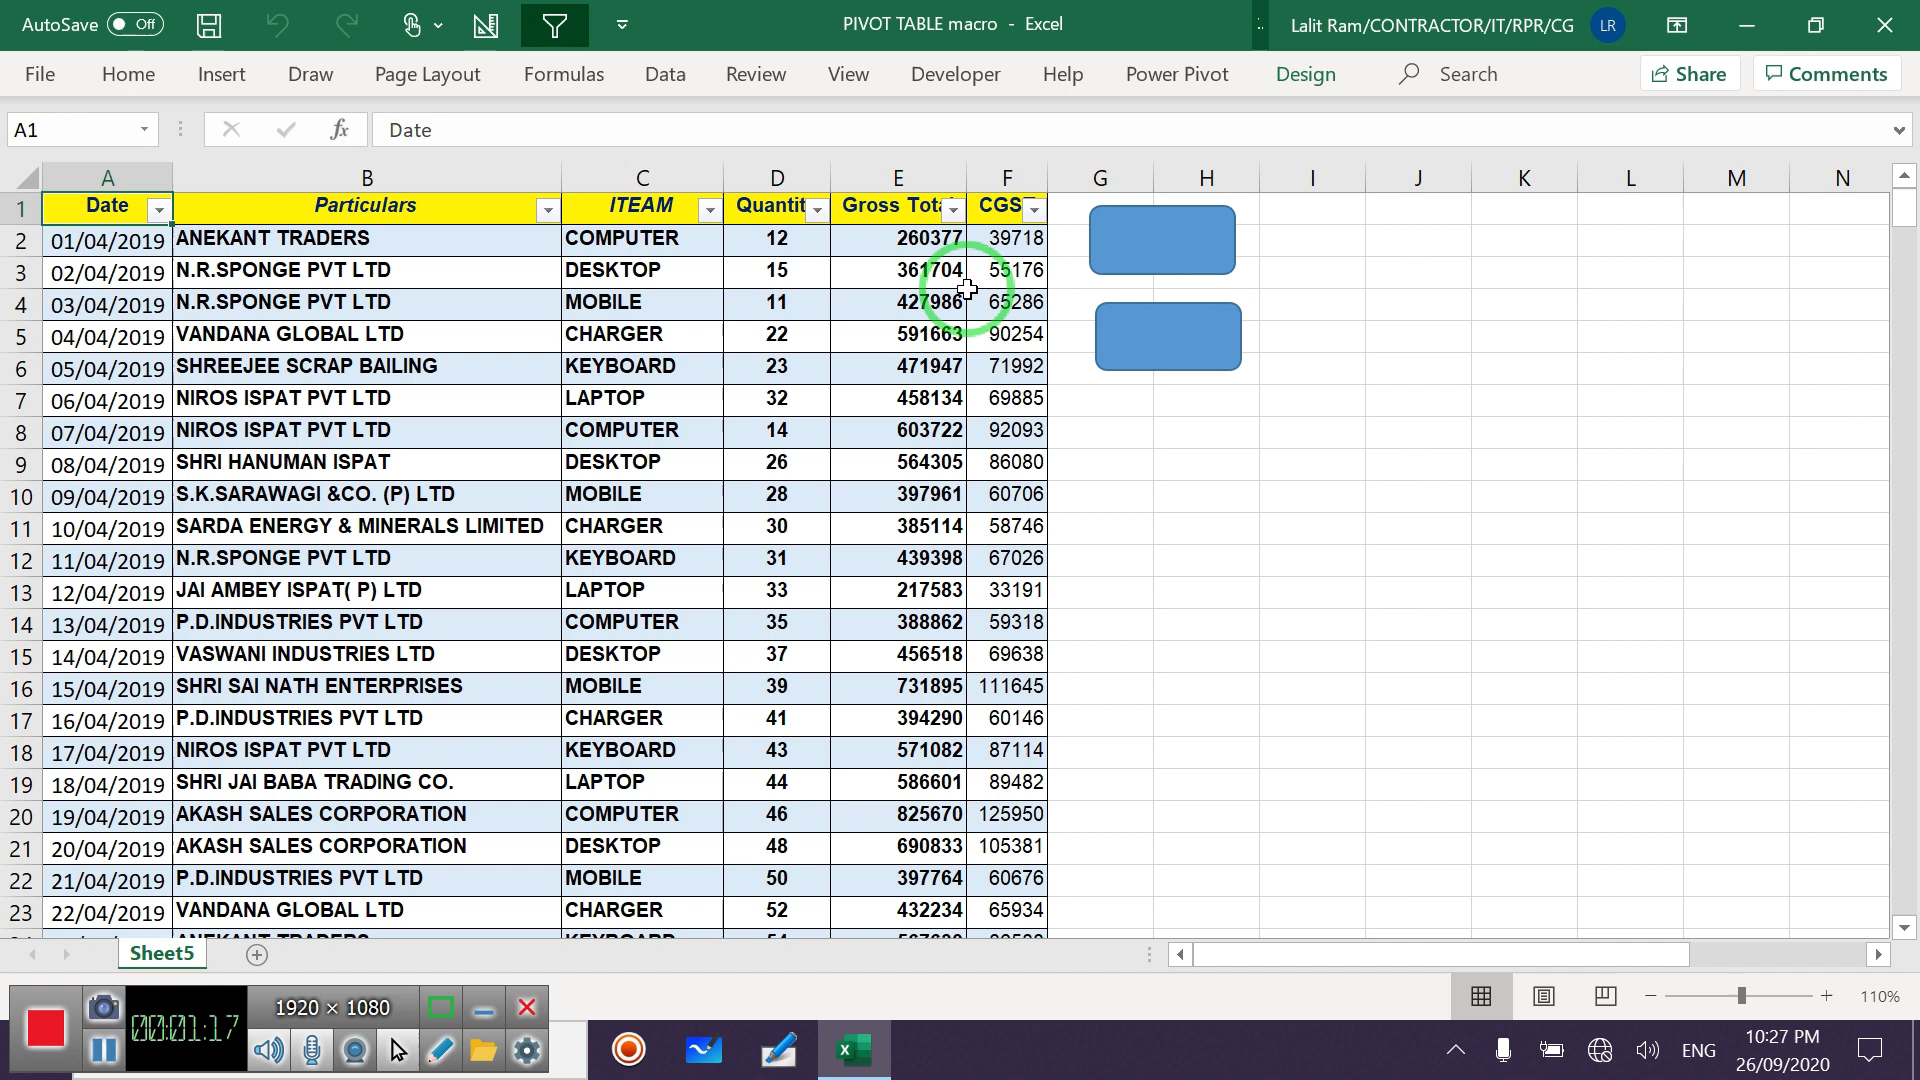 AutoSave Off PIVOT TABLE macro - Excel Lalit Ram/CONTRACTOR/IT/RPR/CG LR
File Home Insert Draw Page Layout Formulas Data Review View Developer Help Power Pivot Design Search Share Comments
A1 fx Date
A B C D E F G H I J K L M N
1 Date Particulars ITEAM Quantit Gross Tota CGS
2 01/04/2019 ANEKANT TRADERS COMPUTER 12 260377 39718
3 02/04/2019 N.R.SPONGE PVT LTD DESKTOP 15 361704 55176
4 03/04/2019 N.R.SPONGE PVT LTD MOBILE 11 427986 65286
5 04/04/2019 VANDANA GLOBAL LTD CHARGER 22 591663 90254
6 05/04/2019 SHREEJEE SCRAP BAILING KEYBOARD 23 471947 71992
7 06/04/2019 NIROS ISPAT PVT LTD LAPTOP 32 458134 69885
8 07/04/2019 NIROS ISPAT PVT LTD COMPUTER 14 603722 92093
9 08/04/2019 SHRI HANUMAN ISPAT DESKTOP 26 564305 86080
10 09/04/2019 S.K.SARAWAGI &CO. (P) LTD MOBILE 28 397961 60706
11 10/04/2019 SARDA ENERGY & MINERALS LIMITED CHARGER 30 385114 58746
12 11/04/2019 N.R.SPONGE PVT LTD KEYBOARD 31 439398 67026
13 12/04/2019 JAI AMBEY ISPAT( P) LTD LAPTOP 33 217583 33191
14 13/04/2019 P.D.INDUSTRIES PVT LTD COMPUTER 35 388862 59318
15 14/04/2019 VASWANI INDUSTRIES LTD DESKTOP 37 456518 69638
16 15/04/2019 SHRI SAI NATH ENTERPRISES MOBILE 39 731895 111645
17 16/04/2019 P.D.INDUSTRIES PVT LTD CHARGER 41 394290 60146
18 17/04/2019 NIROS ISPAT PVT LTD KEYBOARD 43 571082 87114
19 18/04/2019 SHRI JAI BABA TRADING CO. LAPTOP 44 586601 89482
20 19/04/2019 AKASH SALES CORPORATION COMPUTER 46 825670 125950
21 20/04/2019 AKASH SALES CORPORATION DESKTOP 48 690833 105381
22 21/04/2019 P.D.INDUSTRIES PVT LTD MOBILE 50 397764 60676
23 22/04/2019 VANDANA GLOBAL LTD CHARGER 52 432234 65934
Sheet5
110%
1920 × 1080
00:01:17
ENG 10:27 PM
26/09/2020